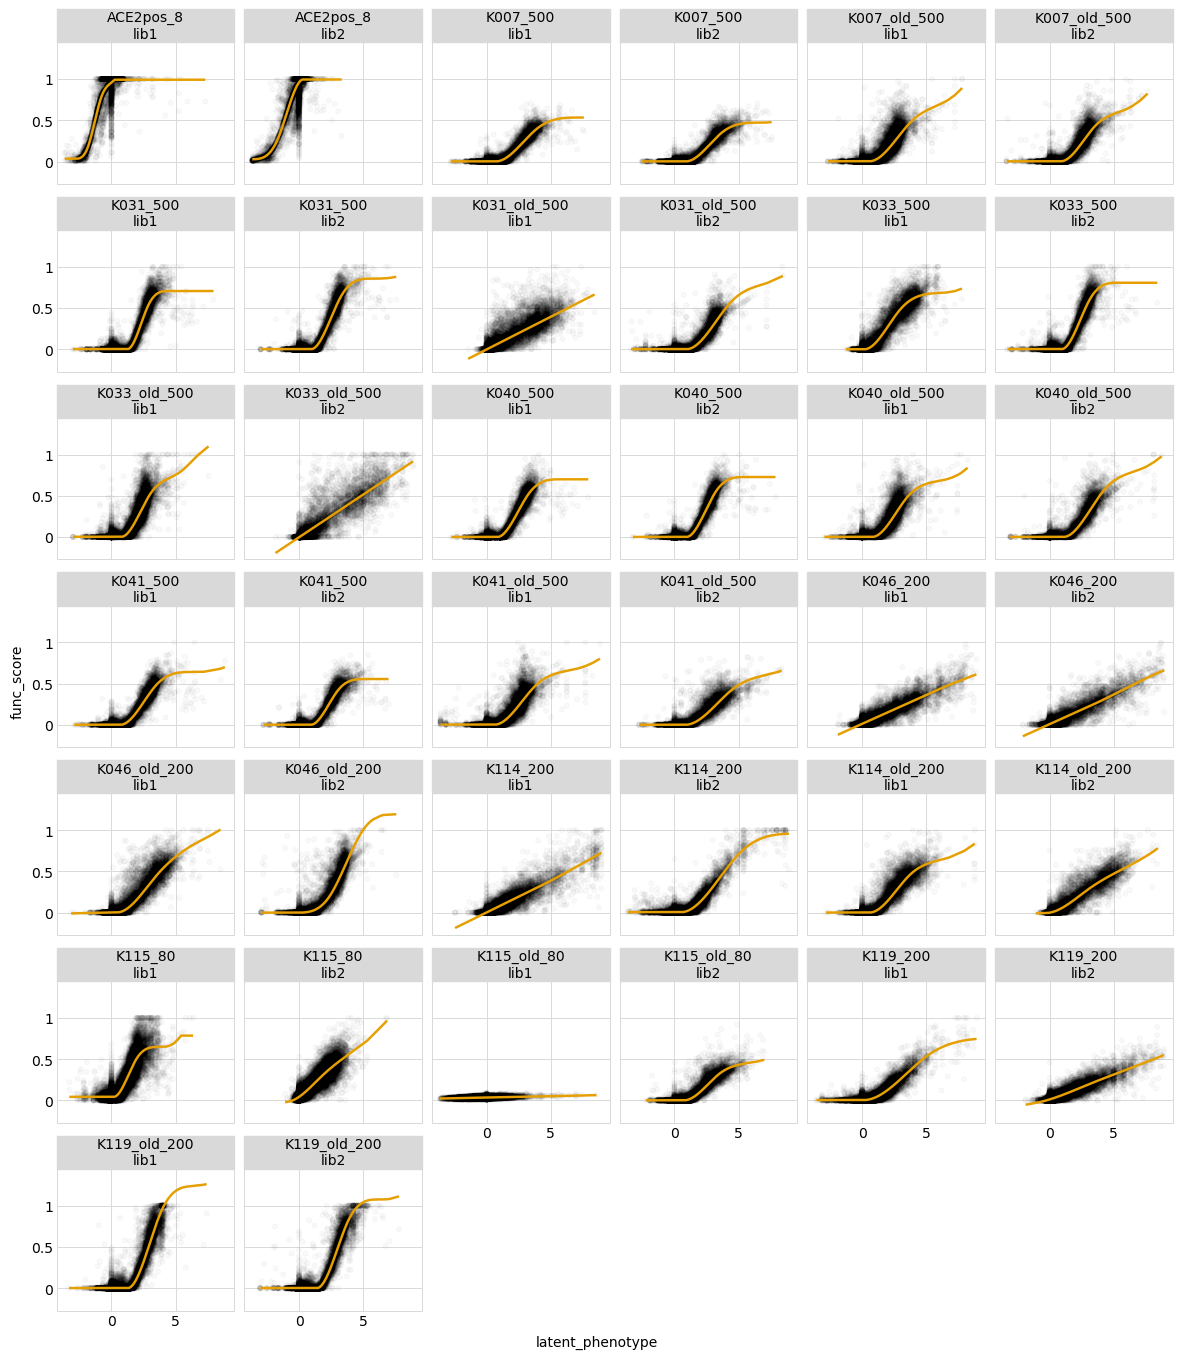 ACE2pos_8 ACE2pos_8 K007_500 K007_500 K007_old_500 K007_old_500
lib1 lib2 lib1 lib2 lib1 lib2
1
0.5
0
K031_500 K031_500 K031_old_500 K031_old_500 K033_500 K033_500
lib1 lib2 lib1 lib2 lib1 lib2
1
0.5
0
K033_old_500 K033_old_500 K040_500 K040_500 K040_old_500 K040_old_500
lib1 lib2 lib1 lib2 lib1 lib2
1
0.5
0
K041_500 K041_500 K041_old_500 K041_old_500 K046_200 K046_200
lib1 lib2 lib1 lib2 lib1 lib2
1
func_score
0.5
0
K046_old_200 K046_old_200 K114_200 K114_200 K114_old_200 K114_old_200
lib1 lib2 lib1 lib2 lib1 lib2
1
0.5
0
K115_80 K115_80 K115_old_80 K115_old_80 K119_200 K119_200
lib1 lib2 lib1 lib2 lib1 lib2
1
0.5
0
0 5 0 5 0 5 0 5
K119_old_200 K119_old_200
lib1 lib2
1
0.5
0
0 5 0 5
latent_phenotype